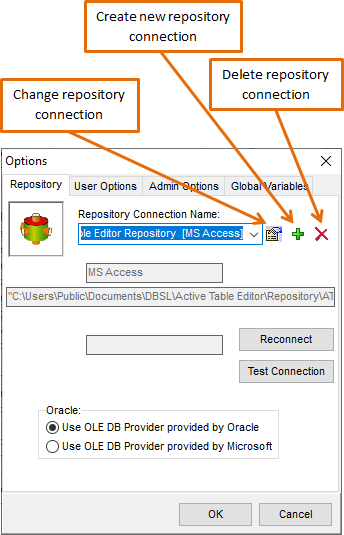 Create new repository
connection
Delete repository
connection
Change repository
connection
Options
Repository
User Options
Admin Options
Global Variables
Repository Connection Name:
ble Editor Repository [MS Access]
MS Access
"C:\Users\Public\Documents\DBSL\Active Table Editor\Repository\AT
Reconnect
Test Connection
Oracle:
Use OLE DB Provider provided by Oracle
Use OLE DB Provider provided by Microsoft
OK
Cancel